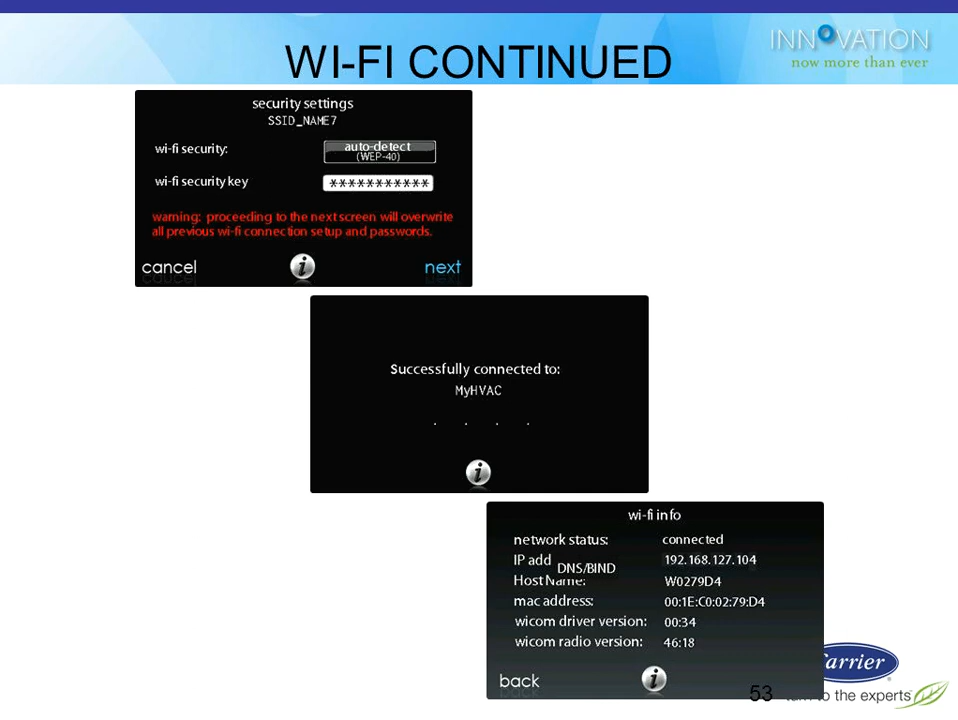 INNOVATION
now more than ever
WI-FI CONTINUED
security settings
SSID_NAME7
wi-fi security: auto-detect
(WEP-40)
wi-fi security key ***********
warning: proceeding to the next screen will overwrite
all previous wi-fi connection setup and passwords.
cancel i next
Successfully connected to:
MyHVAC
. . . .
i
wi-fi info
network status: connected
IP add 192.168.127.104
DNS/BIND
Host Name: W0279D4
mac address: 00:1E:C0:02:79:D4
wicom driver version: 00:34
wicom radio version: 46:18
back i
Carrier
53 turn to the experts